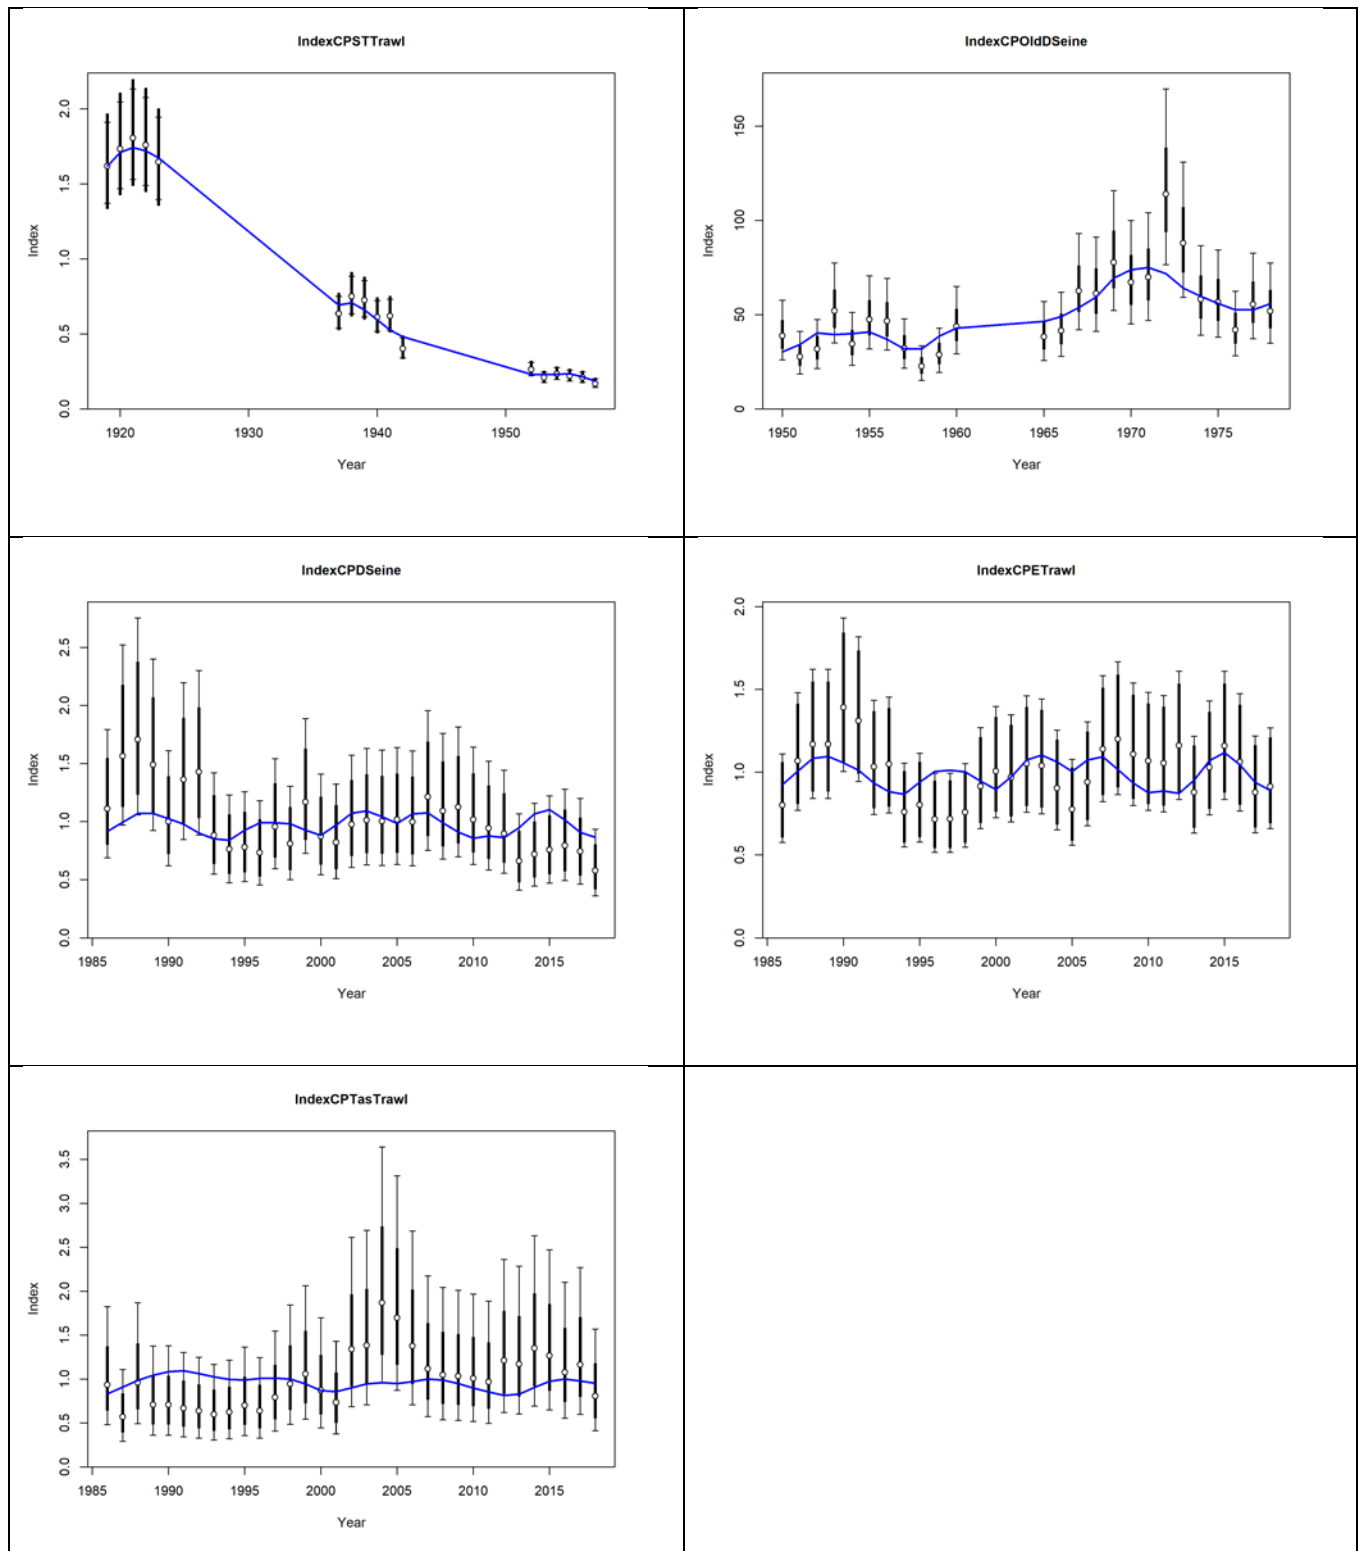 IndexCPSTTrawl
Index
0.0 0.5 1.0 1.5 2.0
1920 1930 1940 1950
Year
IndexCPOldDSeine
Index
0 50 100 150
1950 1955 1960 1965 1970 1975
Year
IndexCPDSeine
Index
0.0 0.5 1.0 1.5 2.0 2.5
1985 1990 1995 2000 2005 2010 2015
Year
IndexCPETrawl
Index
0.0 0.5 1.0 1.5 2.0
1985 1990 1995 2000 2005 2010 2015
Year
IndexCPTasTrawl
Index
0.0 0.5 1.0 1.5 2.0 2.5 3.0 3.5
1985 1990 1995 2000 2005 2010 2015
Year